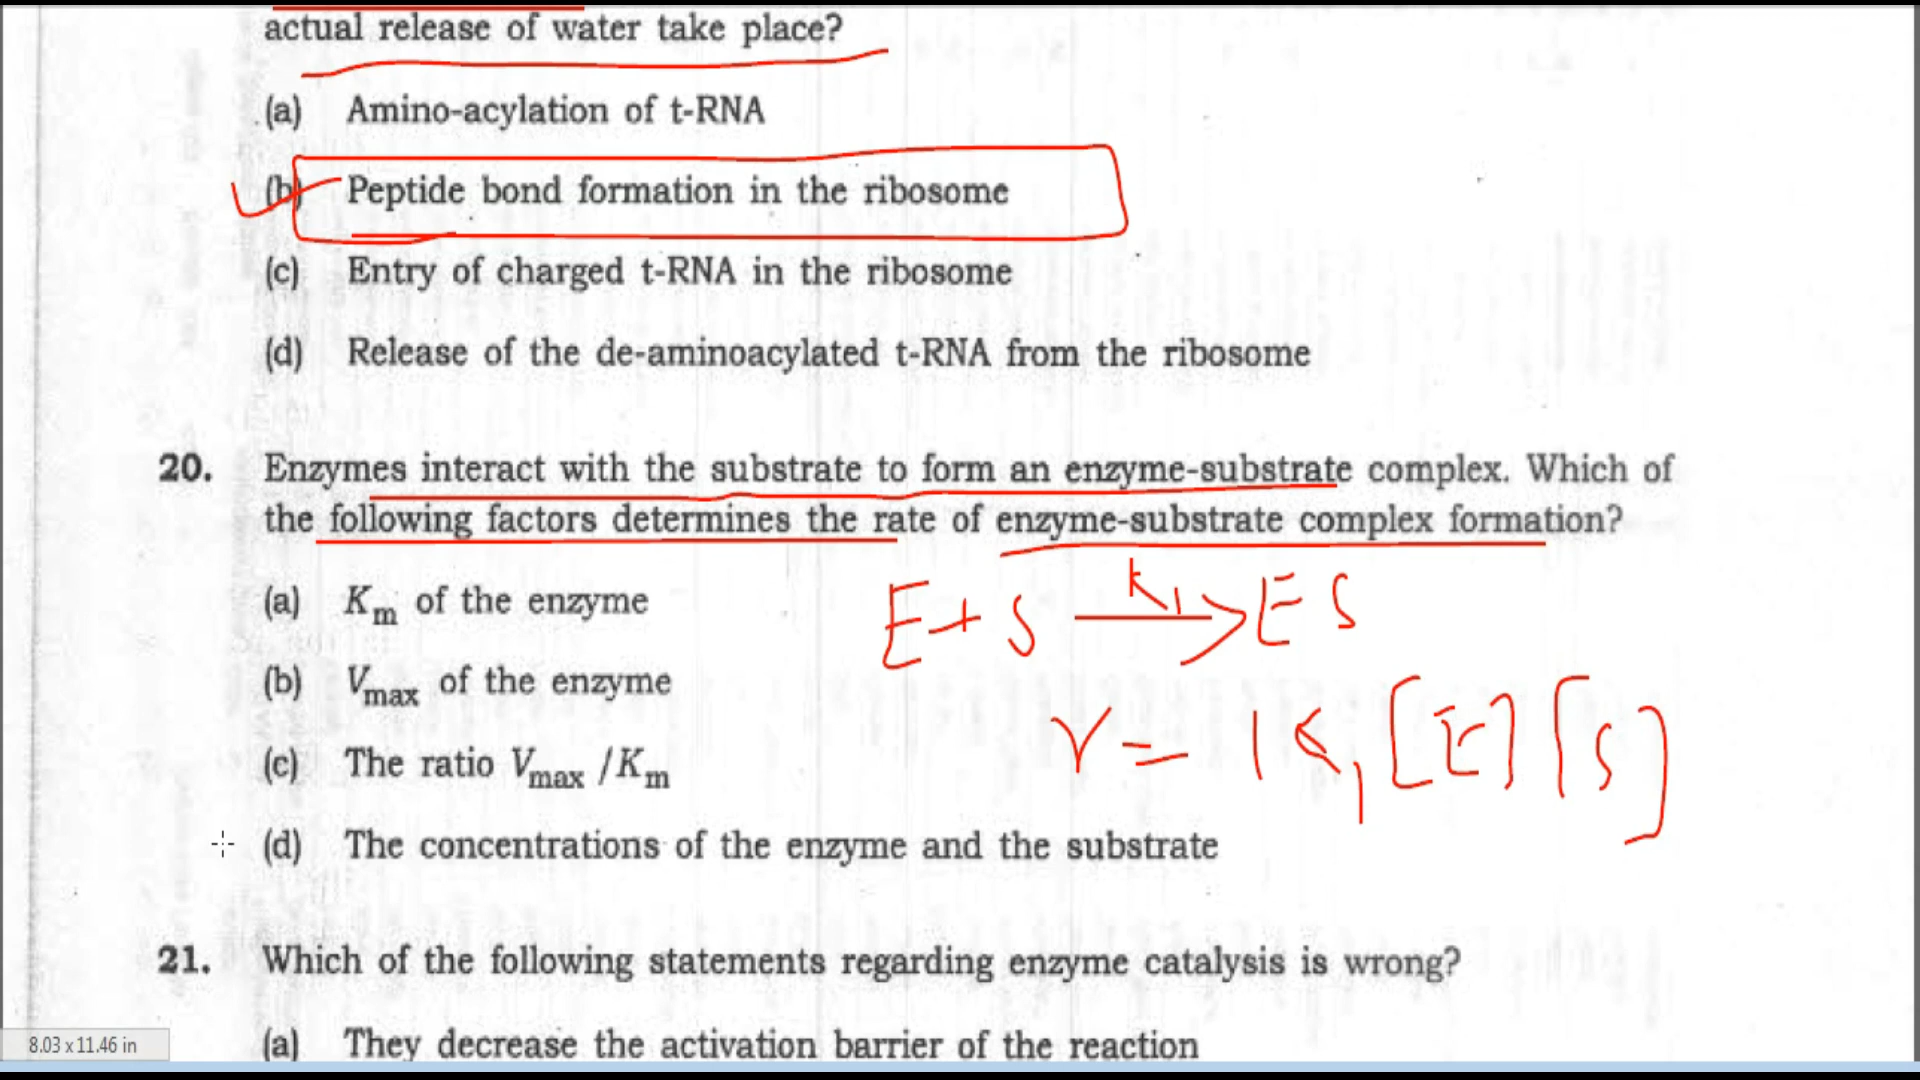 actual release of water take place?
(a) Amino-acylation of t-RNA
(b) Peptide bond formation in the ribosome
(c) Entry of charged t-RNA in the ribosome
(d) Release of the de-aminoacylated t-RNA from the ribosome
20. Enzymes interact with the substrate to form an enzyme-substrate complex. Which of
the following factors determines the rate of enzyme-substrate complex formation?
(a) Km of the enzyme
E + S K1 → ES
(b) Vmax of the enzyme
r = K1 [E] [S]
(c) The ratio Vmax /Km
(d) The concentrations of the enzyme and the substrate
21. Which of the following statements regarding enzyme catalysis is wrong?
(a) They decrease the activation barrier of the reaction
8.03 x 11.46 in